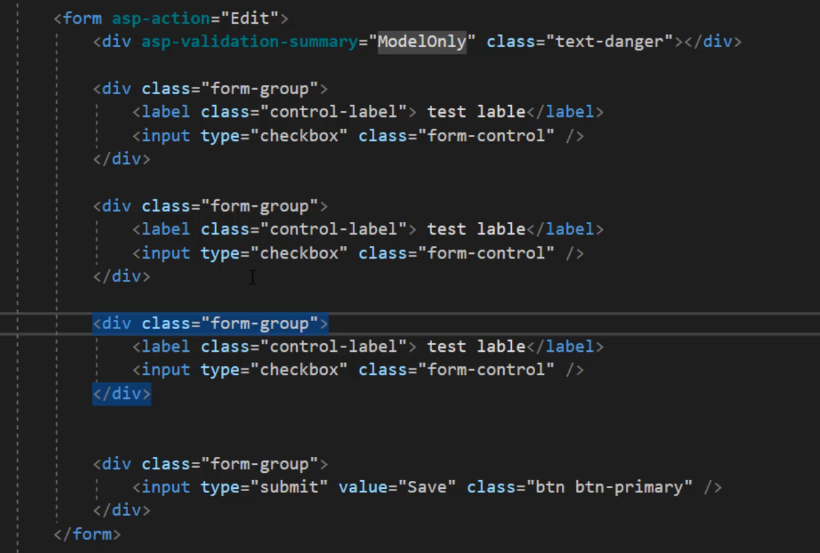 <form asp-action="Edit">
<div asp-validation-summary="ModelOnly" class="text-danger"></div>
<div class="form-group">
<label class="control-label"> test lable</label>
<input type="checkbox" class="form-control" />
</div>
<div class="form-group">
<label class="control-label"> test lable</label>
<input type="checkbox" class="form-control" />
</div>
<div class="form-group">
<label class="control-label"> test lable</label>
<input type="checkbox" class="form-control" />
</div>
<div class="form-group">
<input type="submit" value="Save" class="btn btn-primary" />
</div>
</form>